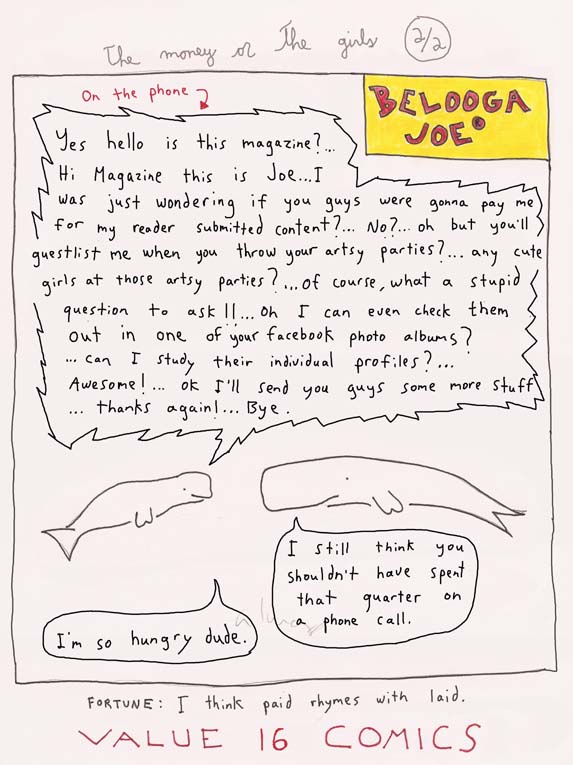 The money or The girls 2/2
On the phone
BELOOGA
JOE®
Yes hello is this magazine?...
Hi Magazine this is Joe...I
was just wondering if you guys were gonna pay me
for my reader submitted content?... No?... oh but you'll
guestlist me when you throw your artsy parties?... any cute
girls at those artsy parties?...of course, what a stupid
question to ask!!...oh I can even check them
out in one of your facebook photo albums?
... can I study their individual profiles?...
Awesome!... ok I'll send you guys some more stuff
... thanks again!... Bye.
I still think you
shouldn't have spent
that quarter on
a phone call.
I'm so hungry dude.
FORTUNE: I think paid rhymes with laid.
VALUE 16 COMICS